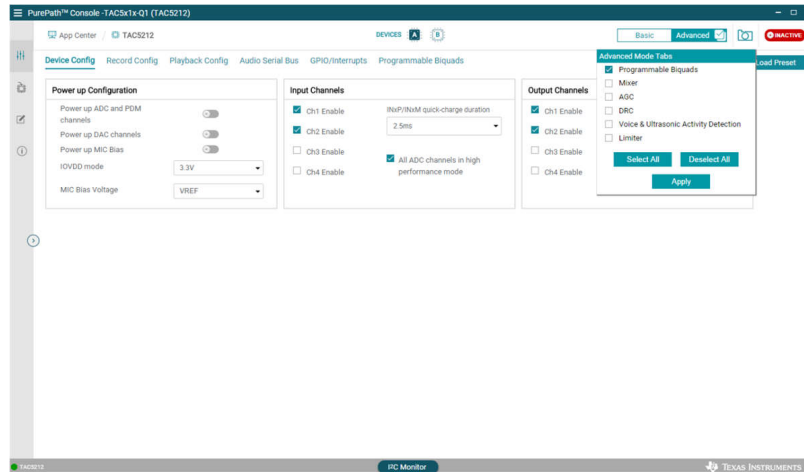 PurePath™ Console -TAC5x1x-Q1 (TAC5212)
App Center / TAC5212
DEVICES A B
Basic Advanced
INACTIVE
Device Config Record Config Playback Config Audio Serial Bus GPIO/Interrupts Programmable Biquads
Load Preset
Advanced Mode Tabs
Programmable Biquads
Mixer
AGC
DRC
Voice & Ultrasonic Activity Detection
Limiter
Select All Deselect All
Apply
Power up Configuration
Power up ADC and PDM
channels
Power up DAC channels
Power up MIC Bias
IOVDD mode 3.3V
MIC Bias Voltage VREF
Input Channels
Ch1 Enable
Ch2 Enable
Ch3 Enable
Ch4 Enable
INxP/INxM quick-charge duration
2.5ms
All ADC channels in high
performance mode
Output Channels
Ch1 Enable
Ch2 Enable
Ch3 Enable
Ch4 Enable
TAC5212
I²C Monitor
TEXAS INSTRUMENTS